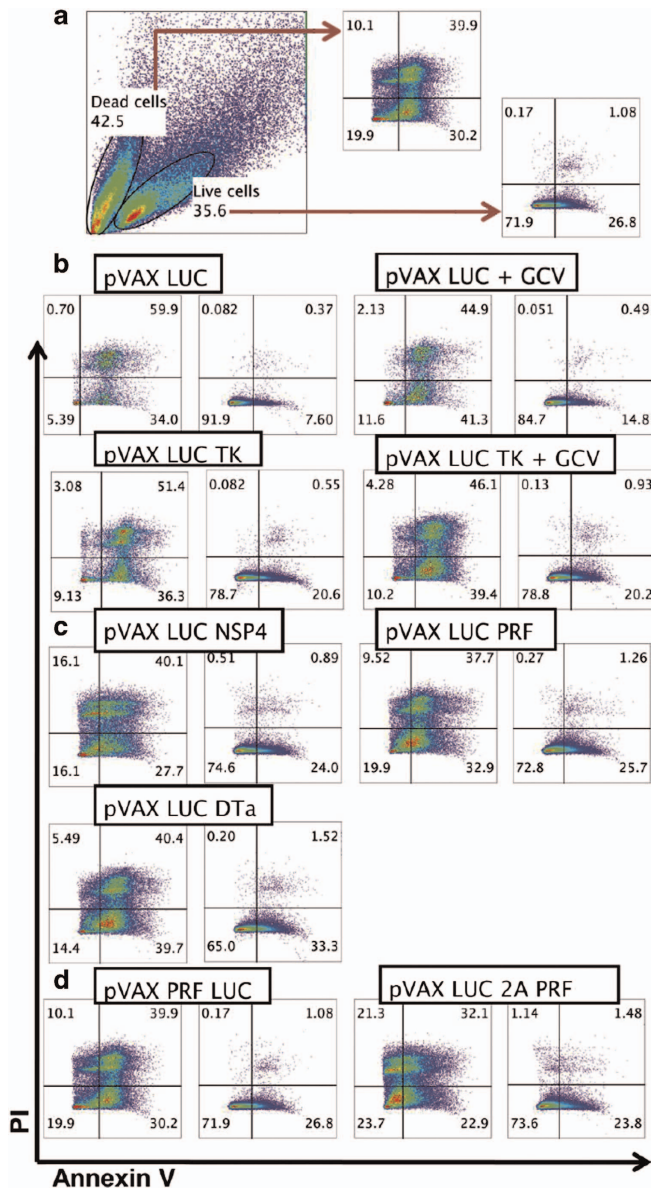 a
10.1 39.9
Dead cells
42.5
19.9 30.2
0.17 1.08
Live cells
35.6
71.9 26.8
b
pVAX LUC pVAX LUC + GCV
0.70 59.9 0.082 0.37 2.13 44.9 0.051 0.49
5.39 34.0 91.9 7.60 11.6 41.3 84.7 14.8
pVAX LUC TK pVAX LUC TK + GCV
3.08 51.4 0.082 0.55 4.28 46.1 0.13 0.93
9.13 36.3 78.7 20.6 10.2 39.4 78.8 20.2
c
pVAX LUC NSP4 pVAX LUC PRF
16.1 40.1 0.51 0.89 9.52 37.7 0.27 1.26
16.1 27.7 74.6 24.0 19.9 32.9 72.8 25.7
pVAX LUC DTa
5.49 40.4 0.20 1.52
14.4 39.7 65.0 33.3
d
pVAX PRF LUC pVAX LUC 2A PRF
10.1 39.9 0.17 1.08 21.3 32.1 1.14 1.48
19.9 30.2 71.9 26.8 23.7 22.9 73.6 23.8
PI
Annexin V